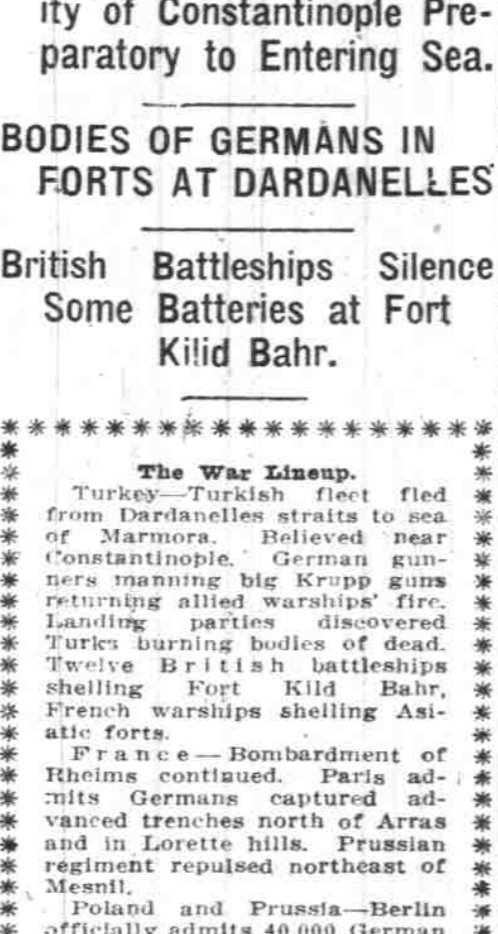 ity of Constantinople Pre-
paratory to Entering Sea.
BODIES OF GERMANS IN
FORTS AT DARDANELLES
British Battleships Silence
Some Batteries at Fort
Kilid Bahr.
* * * * * * * * * * * * * * * * * * *
The War Lineup.
Turkey—Turkish fleet fled
from Dardanelles straits to sea
of Marmora. Believed near
Constantinople. German gun-
ners manning big Krupp guns
returning allied warships' fire.
Landing parties discovered
Turks burning bodies of dead.
Twelve British battleships
shelling Fort Kild Bahr,
French warships shelling Asi-
atic forts.
France—Bombardment of
Rheims continued. Paris ad-
mits Germans captured ad-
vanced trenches north of Arras
and in Lorette hills. Prussian
regiment repulsed northeast of
Mesnil.
Poland and Prussia—Berlin
officially admits 40,000 German